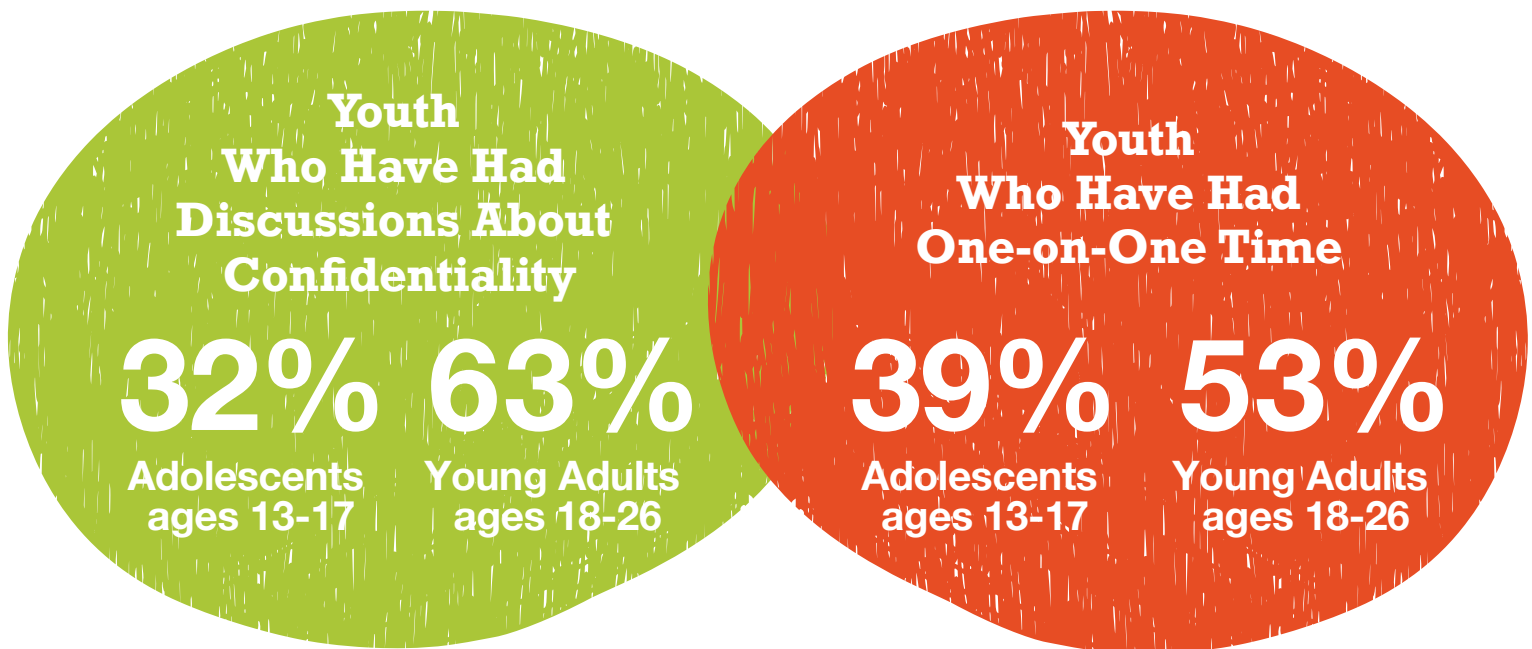 Youth
Who Have Had
Discussions About
Confidentiality
32% 63%
Adolescents
ages 13-17
Young Adults
ages 18-26
Youth
Who Have Had
One-on-One Time
39% 53%
Adolescents
ages 13-17
Young Adults
ages 18-26